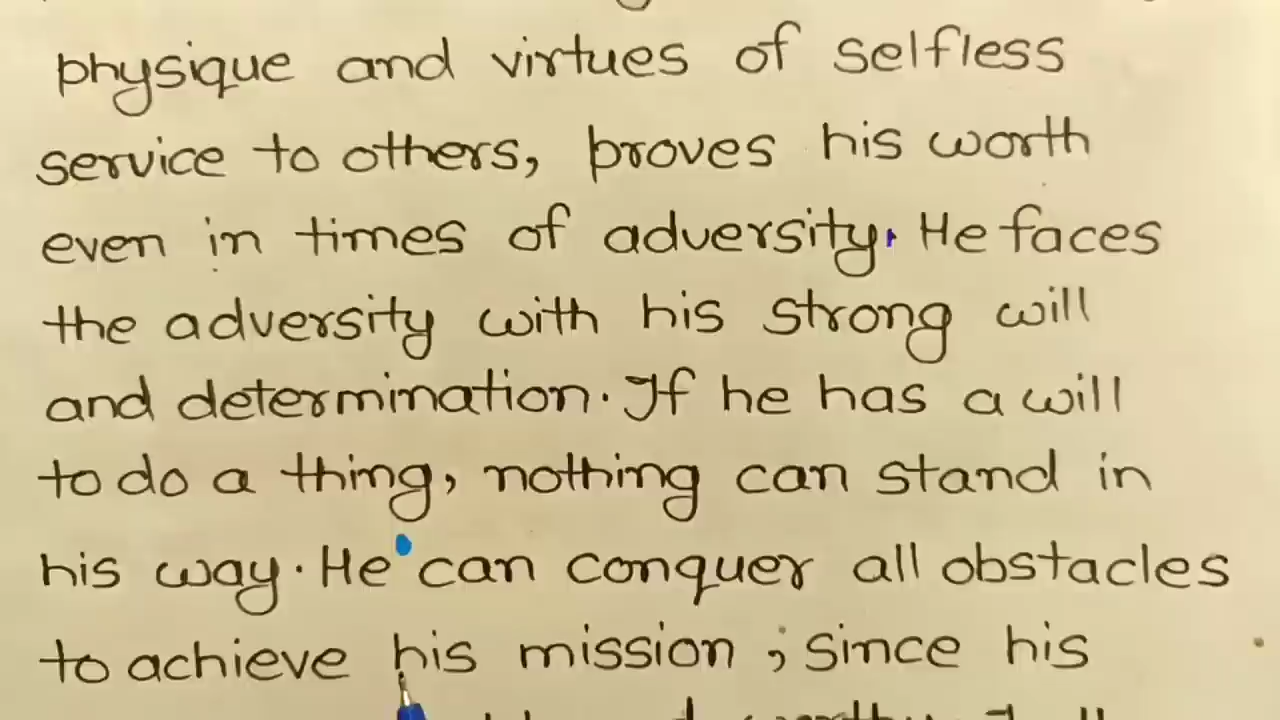 physique and virtues of selfless
service to others, proves his worth
even in times of adversity. He faces
the adversity with his strong will
and determination. If he has a will
to do a thing, nothing can stand in
his way. He can conquer all obstacles
to achieve his mission ; since his